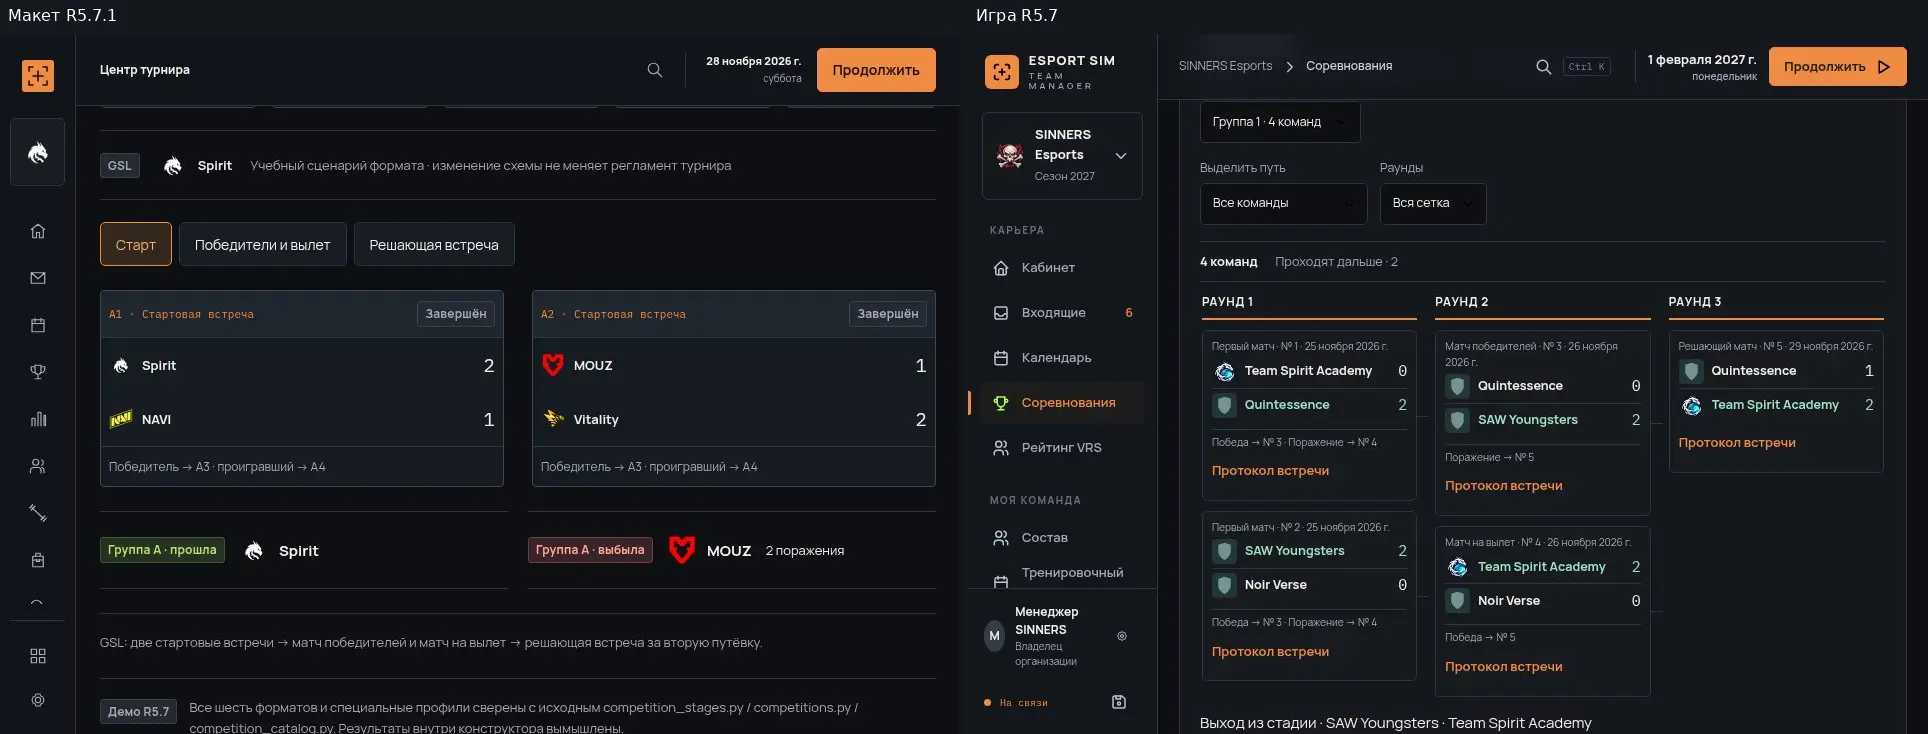 Макет R5.7.1
Центр турнира
28 ноября 2026 г.
суббота
Продолжить
GSL Spirit Учебный сценарий формата · изменение схемы не меняет регламент турнира
Старт Победители и вылет Решающая встреча
A1 · Стартовая встреча Завершён
Spirit 2
NAVI 1
Победитель → A3 · проигравший → A4
A2 · Стартовая встреча Завершён
MOUZ 1
Vitality 2
Победитель → A3 · проигравший → A4
Группа A · прошла Spirit
Группа A · выбыла MOUZ 2 поражения
GSL: две стартовые встречи → матч победителей и матч на вылет → решающая встреча за вторую путёвку.
Демо R5.7 Все шесть форматов и специальные профили сверены с исходным competition_stages.py / competitions.py /
competition_catalog.py. Результаты внутри конструктора вымышлены.
Игра R5.7
ESPORT SIM
TEAM
MANAGER
SINNERS
Esports
Сезон 2027
КАРЬЕРА
Кабинет
Входящие 6
Календарь
Соревнования
Рейтинг VRS
МОЯ КОМАНДА
Состав
Тренировочный
M
Менеджер
SINNERS
Владелец
организации
На связи
SINNERS Esports > Соревнования
Ctrl K
1 февраля 2027 г.
понедельник
Продолжить
Группа 1 · 4 команд
Выделить путь Раунды
Все команды Вся сетка
4 команд Проходят дальше · 2
РАУНД 1
Первый матч · № 1 · 25 ноября 2026 г.
Team Spirit Academy 0
Quintessence 2
Победа → № 3 · Поражение → № 4
Протокол встречи
Первый матч · № 2 · 25 ноября 2026 г.
SAW Youngsters 2
Noir Verse 0
Победа → № 3 · Поражение → № 4
Протокол встречи
РАУНД 2
Матч победителей · № 3 · 26 ноября
2026 г.
Quintessence 0
SAW Youngsters 2
Поражение → № 5
Протокол встречи
Матч на вылет · № 4 · 26 ноября 2026 г.
Team Spirit Academy 2
Noir Verse 0
Победа → № 5
Протокол встречи
РАУНД 3
Решающий матч · № 5 · 29 ноября 2026 г.
Quintessence 1
Team Spirit Academy 2
Протокол встречи
Выход из стадии · SAW Youngsters · Team Spirit Academy